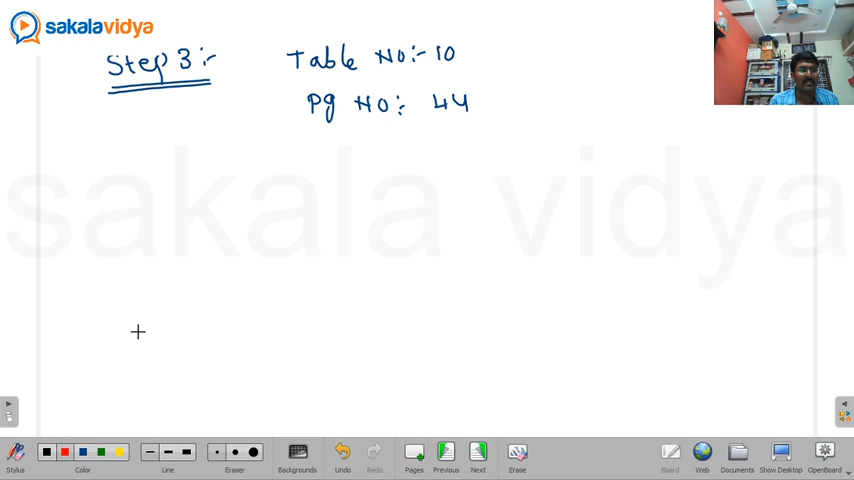 sakalavidya
Step 3:- Table No:- 10
Pg No:- 44
sakala vidya
Stylus Color Line Eraser Backgrounds Undo Redo Pages Previous Next Erase Board Web Documents Show Desktop OpenBoard